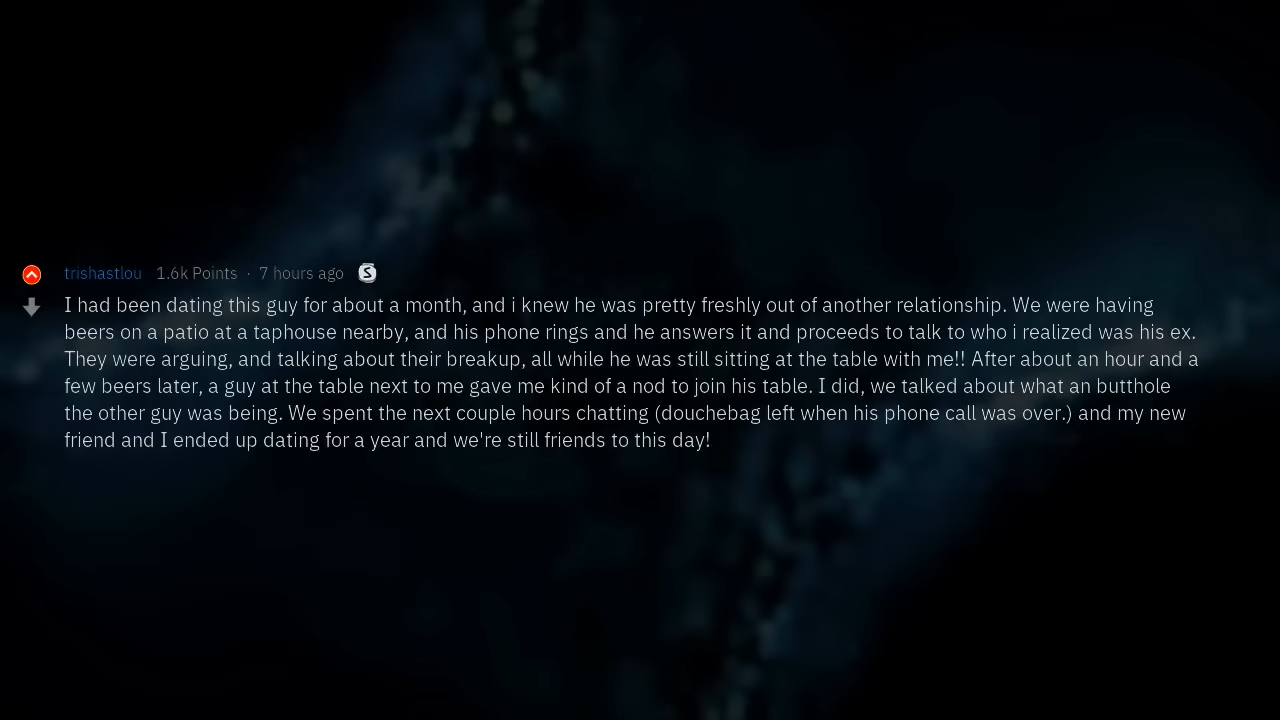 trishastlou 1.6k Points · 7 hours ago S
I had been dating this guy for about a month, and i knew he was pretty freshly out of another relationship. We were having
beers on a patio at a taphouse nearby, and his phone rings and he answers it and proceeds to talk to who i realized was his ex.
They were arguing, and talking about their breakup, all while he was still sitting at the table with me!! After about an hour and a
few beers later, a guy at the table next to me gave me kind of a nod to join his table. I did, we talked about what an butthole
the other guy was being. We spent the next couple hours chatting (douchebag left when his phone call was over.) and my new
friend and I ended up dating for a year and we're still friends to this day!